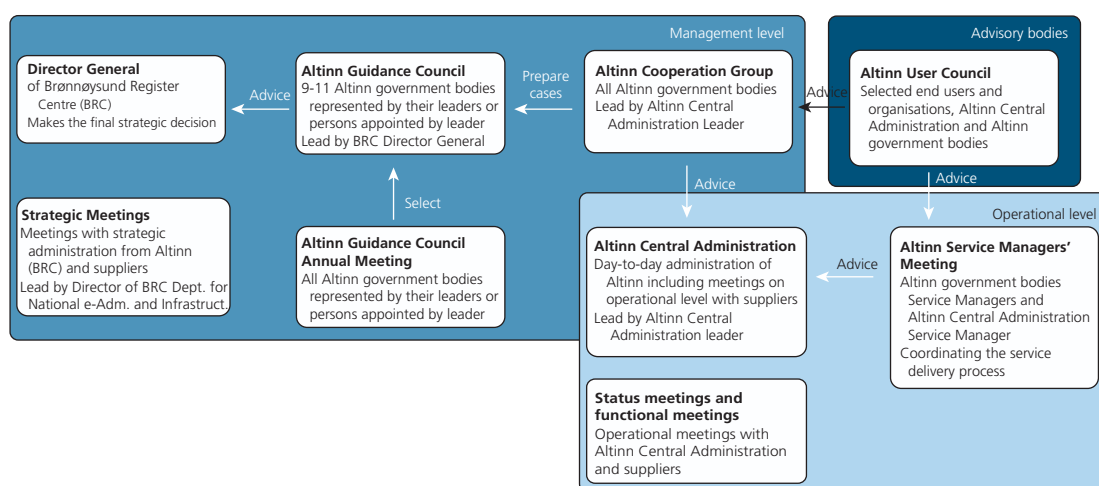 Management level
Advisory bodies
Director General
of Brønnøysund Register
Centre (BRC)
Makes the final strategic decision
Advice
Altinn Guidance Council
9-11 Altinn government bodies
represented by their leaders or
persons appointed by leader
Lead by BRC Director General
Prepare
cases
Altinn Cooperation Group
All Altinn government bodies
Lead by Altinn Central
Administration Leader
Advice
Altinn User Council
Selected end users and
organisations, Altinn Central
Administration and Altinn
government bodies
Select
Advice
Advice
Operational level
Strategic Meetings
Meetings with strategic
administration from Altinn
(BRC) and suppliers
Lead by Director of BRC Dept. for
National e-Adm. and Infrastruct.
Altinn Guidance Council
Annual Meeting
All Altinn government bodies
represented by their leaders or
persons appointed by leader
Altinn Central Administration
Day-to-day administration of
Altinn including meetings on
operational level with suppliers
Lead by Altinn Central
Administration leader
Advice
Altinn Service Managers’
Meeting
Altinn government bodies
Service Managers and
Altinn Central Administration
Service Manager
Coordinating the service
delivery process
Status meetings and
functional meetings
Operational meetings with
Altinn Central Administration
and suppliers